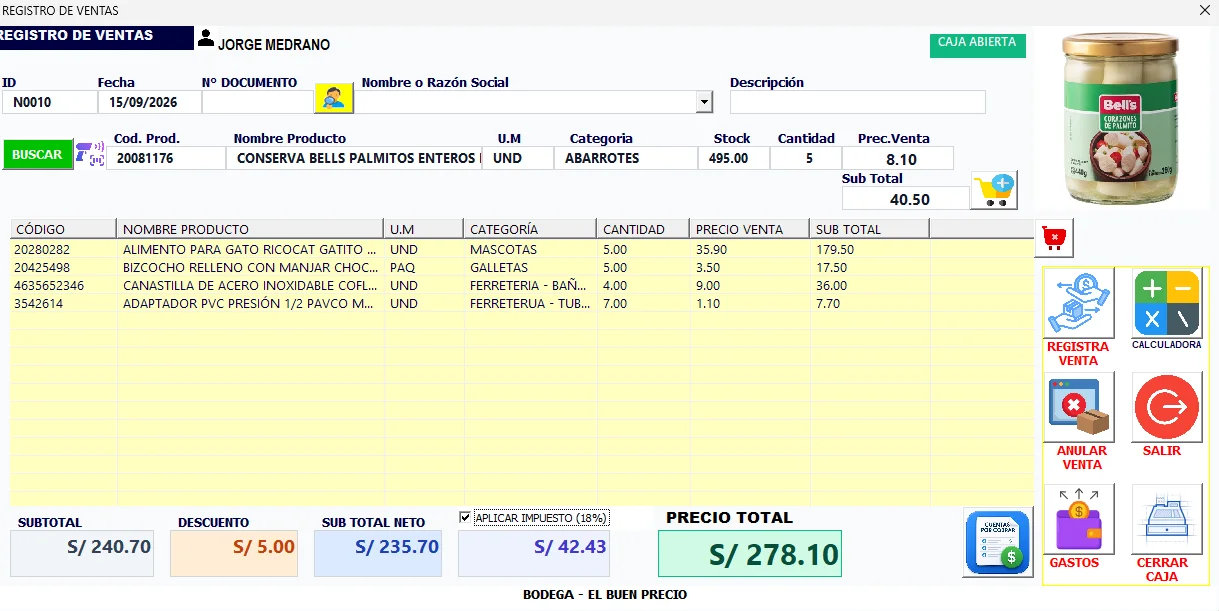 REGISTRO DE VENTAS
REGISTRO DE VENTAS
JORGE MEDRANO
CAJA ABIERTA
ID Fecha Nº DOCUMENTO Nombre o Razón Social Descripción
N0010 15/09/2026
BUSCAR
Cod. Prod. Nombre Producto U.M Categoria Stock Cantidad Prec.Venta
20081176 CONSERVA BELLS PALMITOS ENTEROS UND ABARROTES 495.00 5 8.10
Sub Total
40.50
Bell's
CORAZONES
DE PALMITO
CÓDIGO NOMBRE PRODUCTO U.M CATEGORÍA CANTIDAD PRECIO VENTA SUB TOTAL
20280282 ALIMENTO PARA GATO RICOCAT GATITO ... UND MASCOTAS 5.00 35.90 179.50
20425498 BIZCOCHO RELLENO CON MANJAR CHOC... PAQ GALLETAS 5.00 3.50 17.50
4635652346 CANASTILLA DE ACERO INOXIDABLE COFL... UND FERRETERIA - BAÑ... 4.00 9.00 36.00
3542614 ADAPTADOR PVC PRESIÓN 1/2 PAVCO M... UND FERRETERUA - TUB... 7.00 1.10 7.70
REGISTRA
VENTA
CALCULADORA
ANULAR
VENTA
SALIR
GASTOS
CERRAR
CAJA
SUBTOTAL DESCUENTO SUB TOTAL NETO APLICAR IMPUESTO (18%) PRECIO TOTAL
S/ 240.70 S/ 5.00 S/ 235.70 S/ 42.43 S/ 278.10
CUENTAS
POR COBRAR
BODEGA - EL BUEN PRECIO